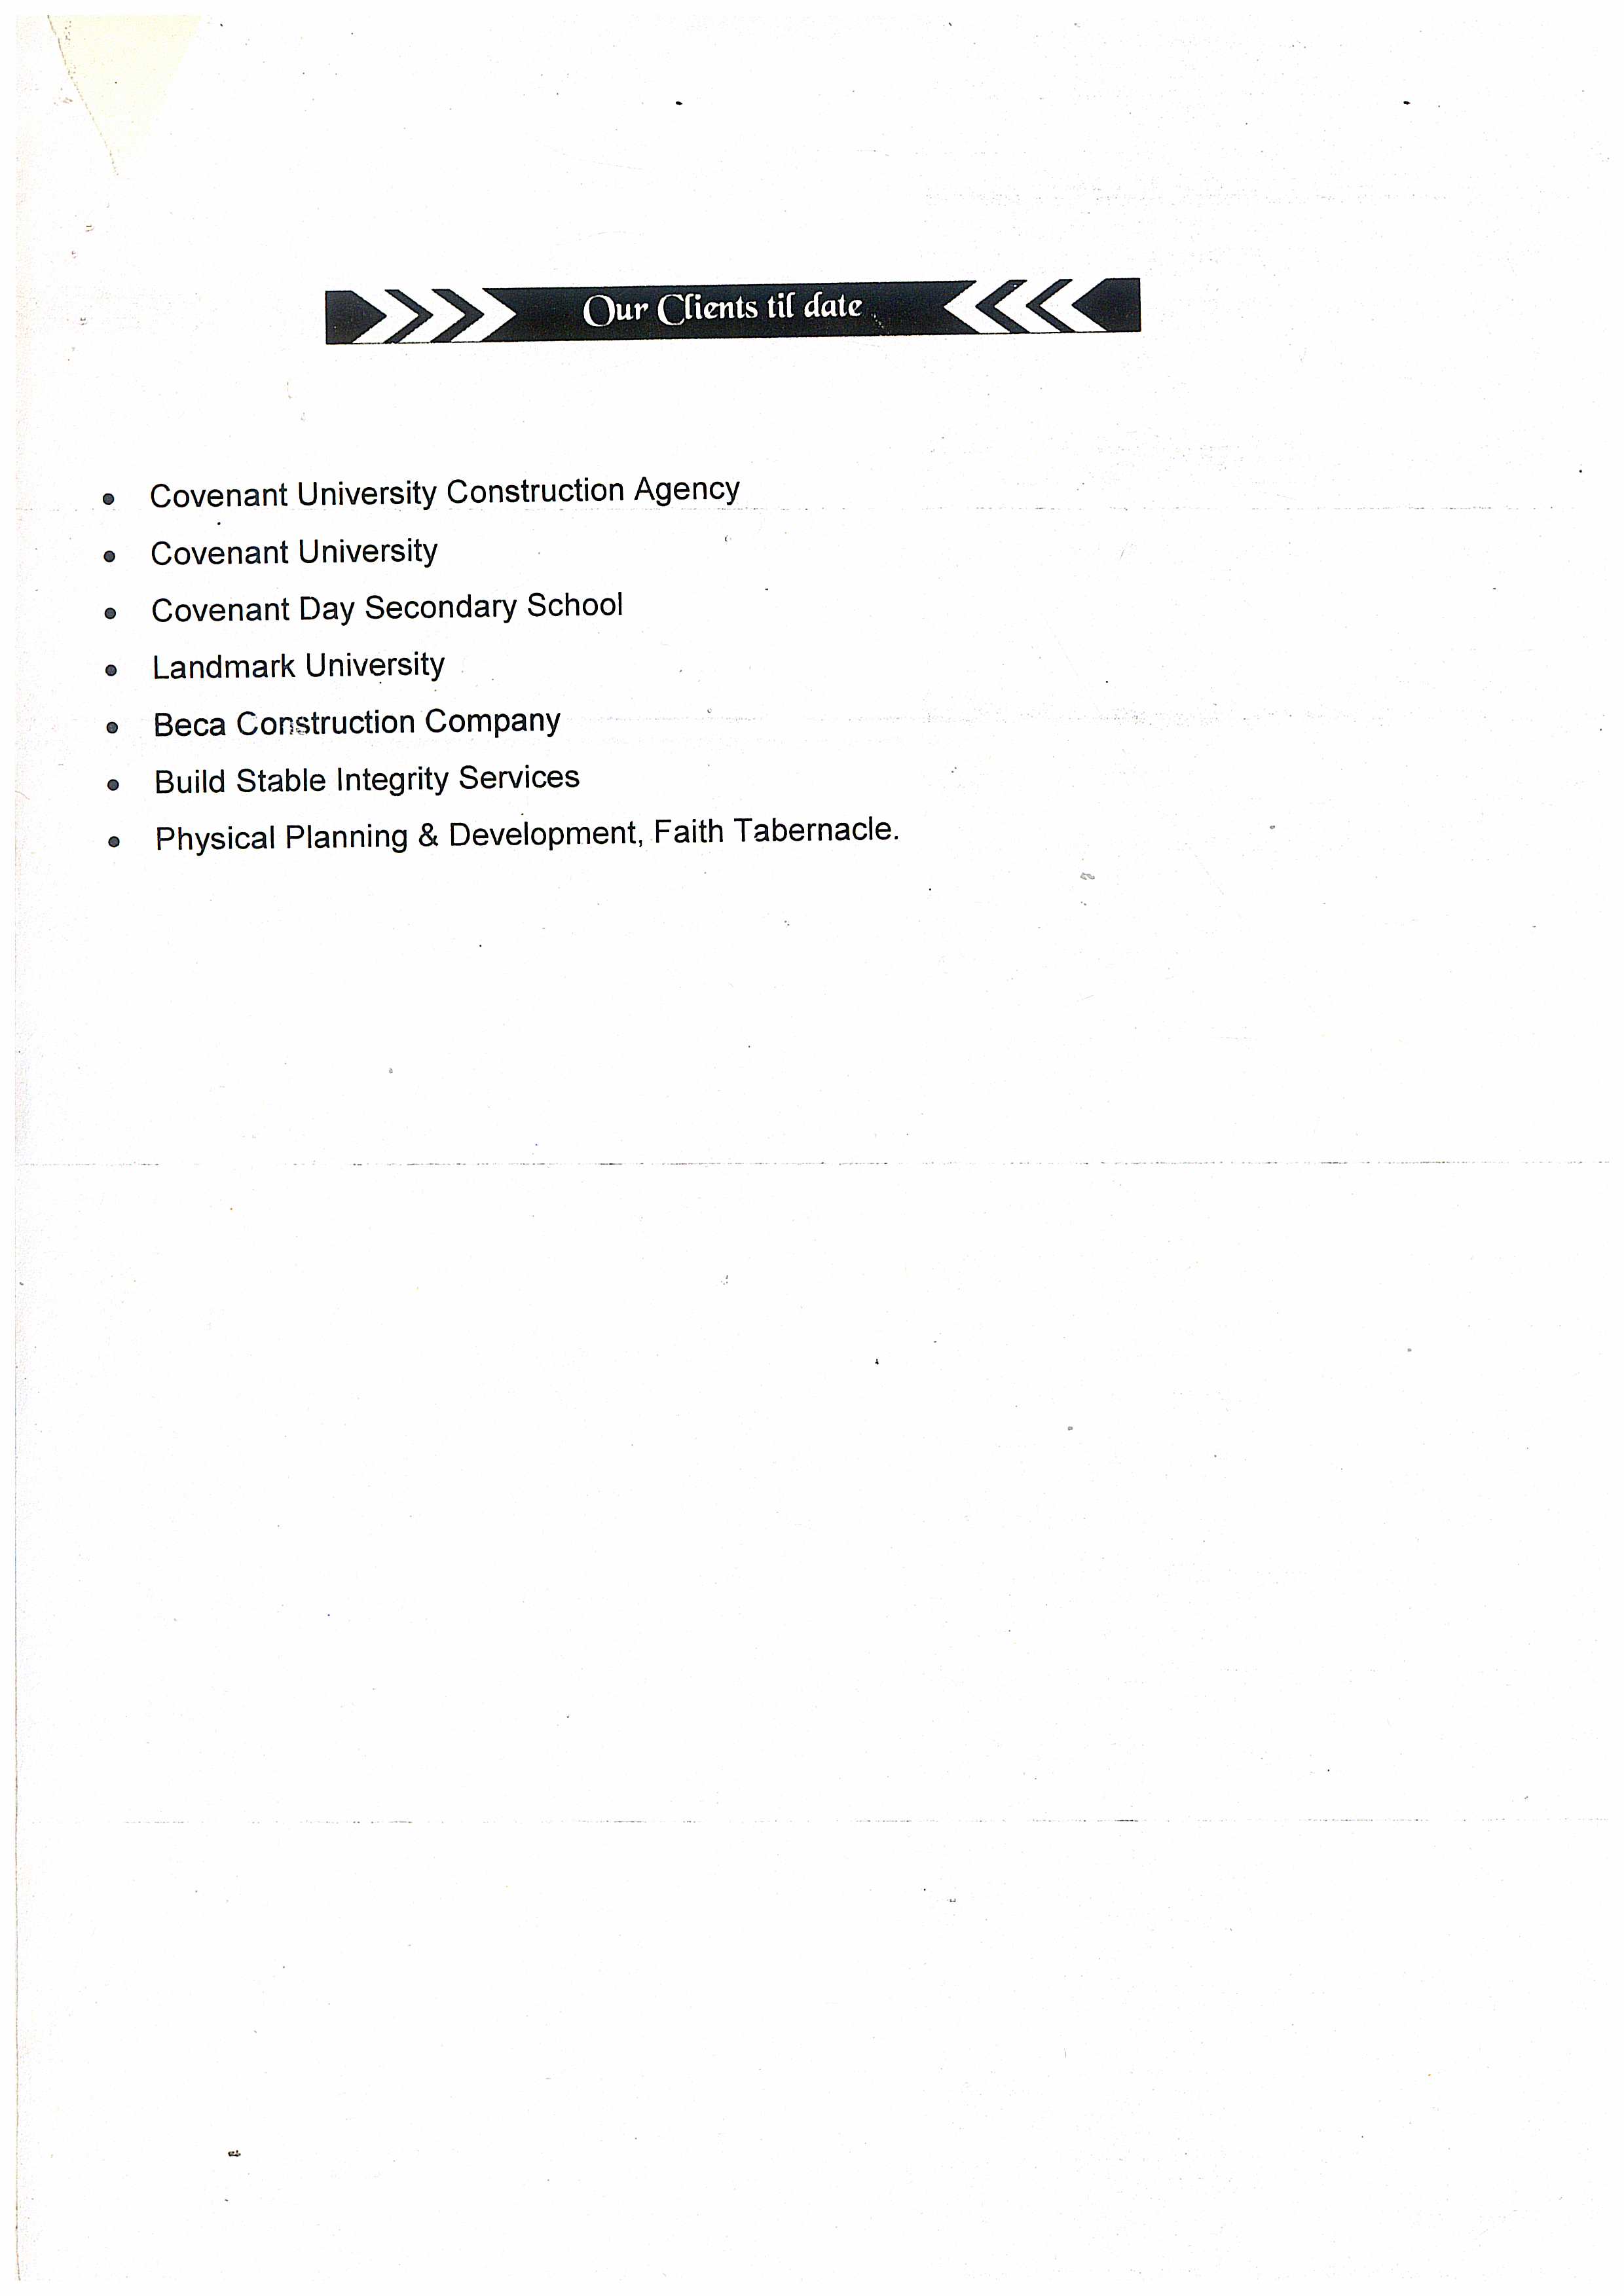 Our Clients til date
• Covenant University Construction Agency
• Covenant University
• Covenant Day Secondary School
• Landmark University
• Beca Construction Company
• Build Stable Integrity Services
• Physical Planning & Development, Faith Tabernacle.